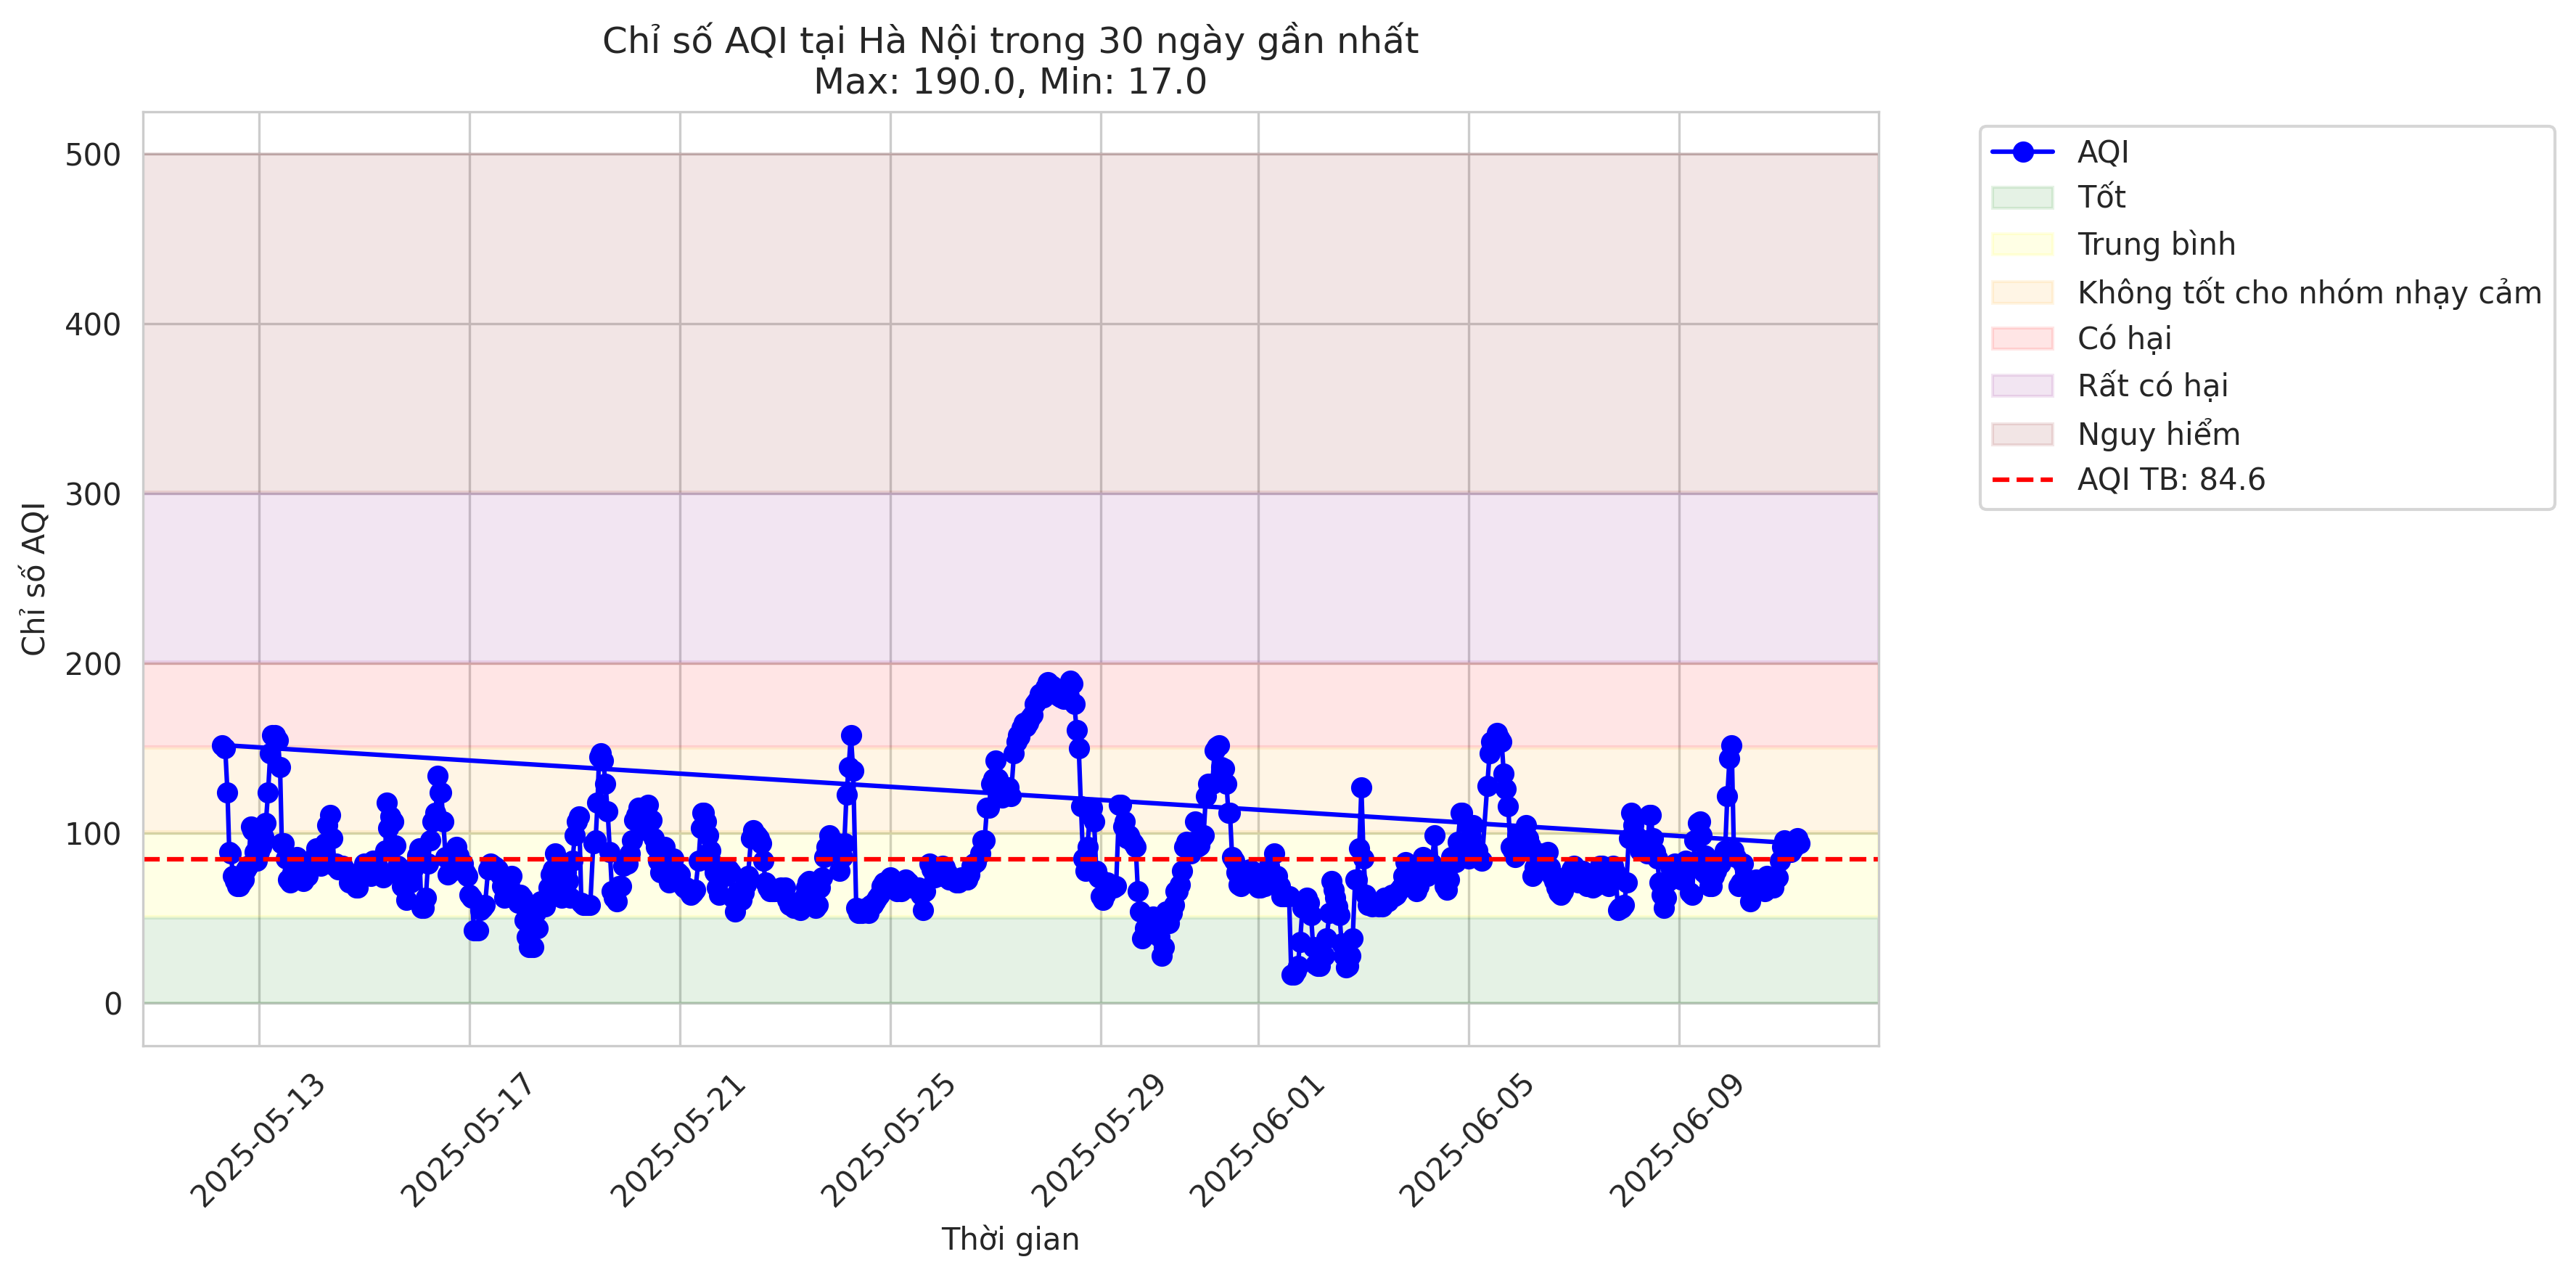 Chỉ số AQI tại Hà Nội trong 30 ngày gần nhất
Max: 190.0, Min: 17.0
Chỉ số AQI
500
400
300
200
100
0
2025-05-13
2025-05-17
2025-05-21
2025-05-25
2025-05-29
2025-06-01
2025-06-05
2025-06-09
Thời gian
AQI
Tốt
Trung bình
Không tốt cho nhóm nhạy cảm
Có hại
Rất có hại
Nguy hiểm
AQI TB: 84.6